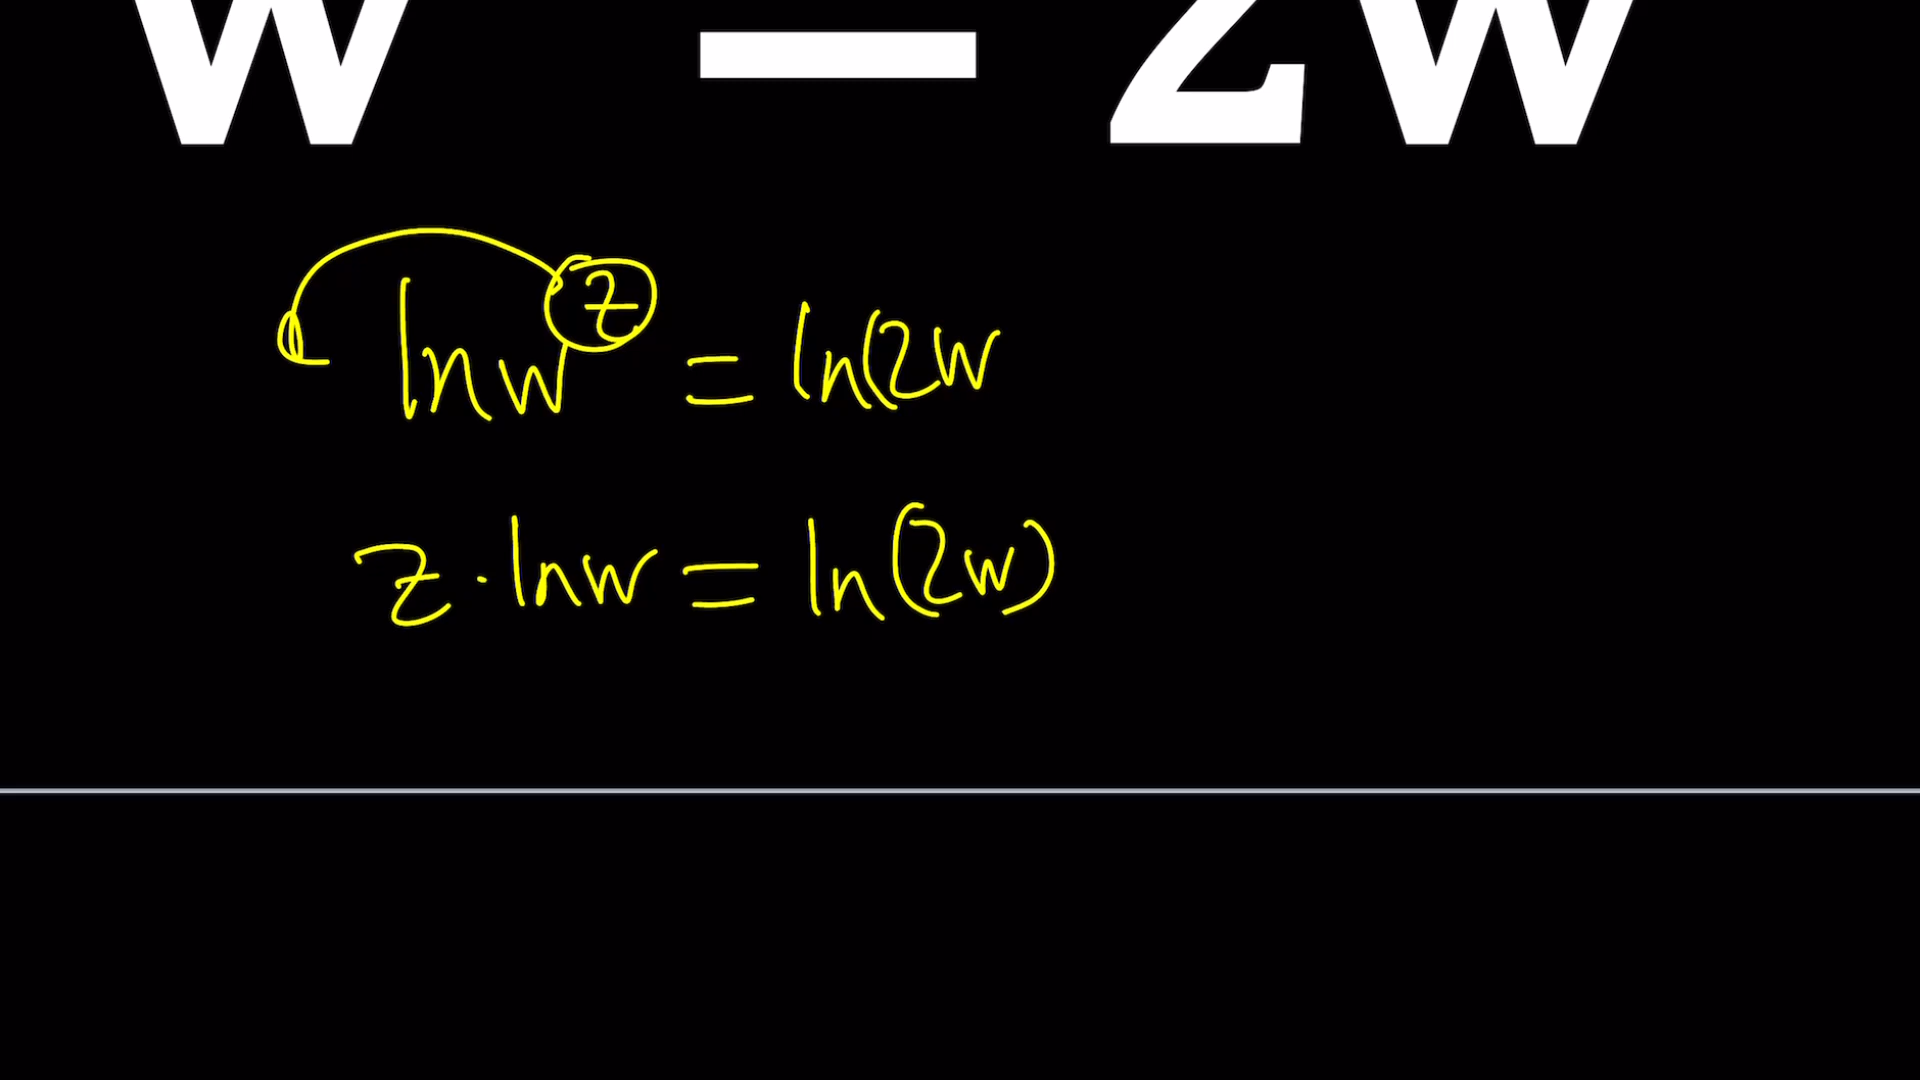 w = 2w
ln w^z = ln(2w
z · ln w = ln(2w)